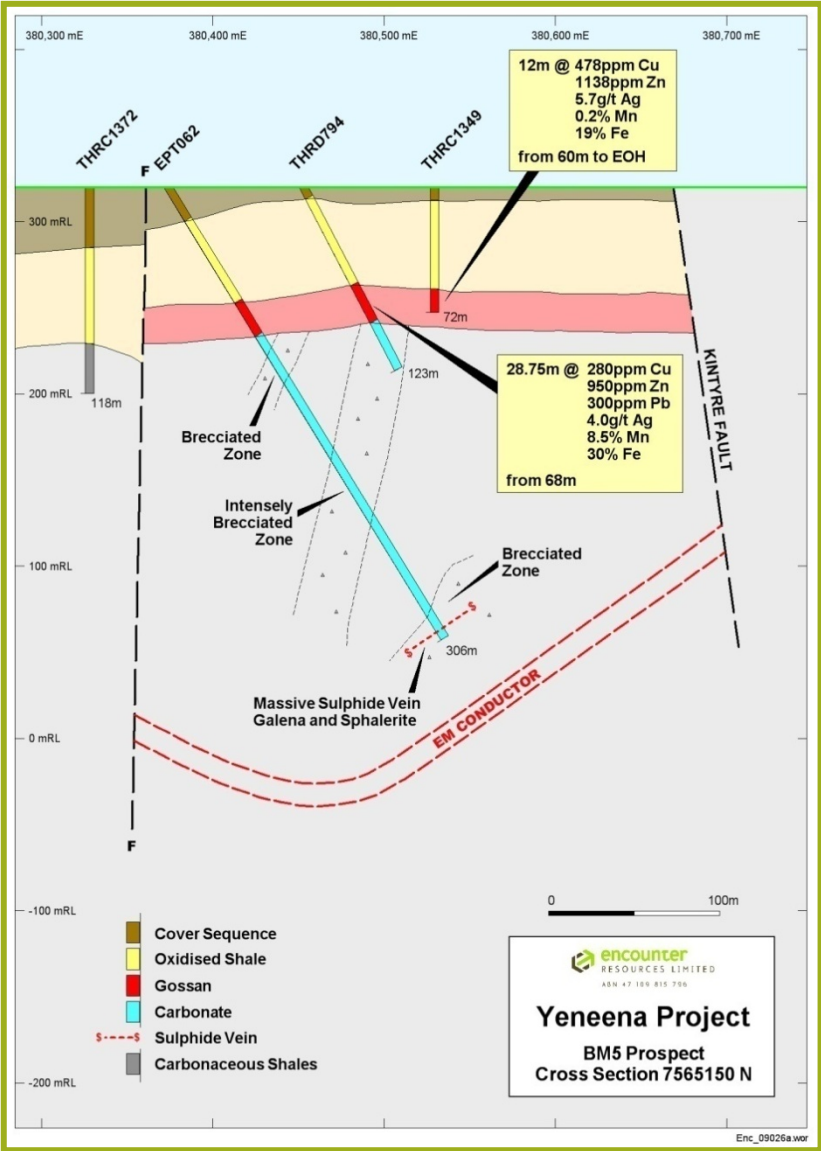 380,300 mE
380,400 mE
380,500 mE
380,600 mE
380,700 mE
12m @ 478ppm Cu
1138ppm Zn
5.7g/t Ag
0.2% Mn
19% Fe
from 60m to EOH
THRC1372
F
EPT062
THRD794
THRC1349
300 mRL
72m
28.75m @ 280ppm Cu
950ppm Zn
300ppm Pb
4.0g/t Ag
8.5% Mn
30% Fe
from 68m
KINTYRE FAULT
123m
200 mRL
118m
Brecciated
Zone
Intensely
Brecciated
Zone
100 mRL
Brecciated
Zone
S
S
306m
Massive Sulphide Vein
Galena and Sphalerite
EM CONDUCTOR
0 mRL
F
0
100m
-100 mRL
Cover Sequence
Oxidised Shale
Gossan
Carbonate
S S Sulphide Vein
Carbonaceous Shales
-200 mRL
encounter
RESOURCES LIMITED
ABN 47 109 815 796
Yeneena Project
BM5 Prospect
Cross Section 7565150 N
Enc_09026a.wor